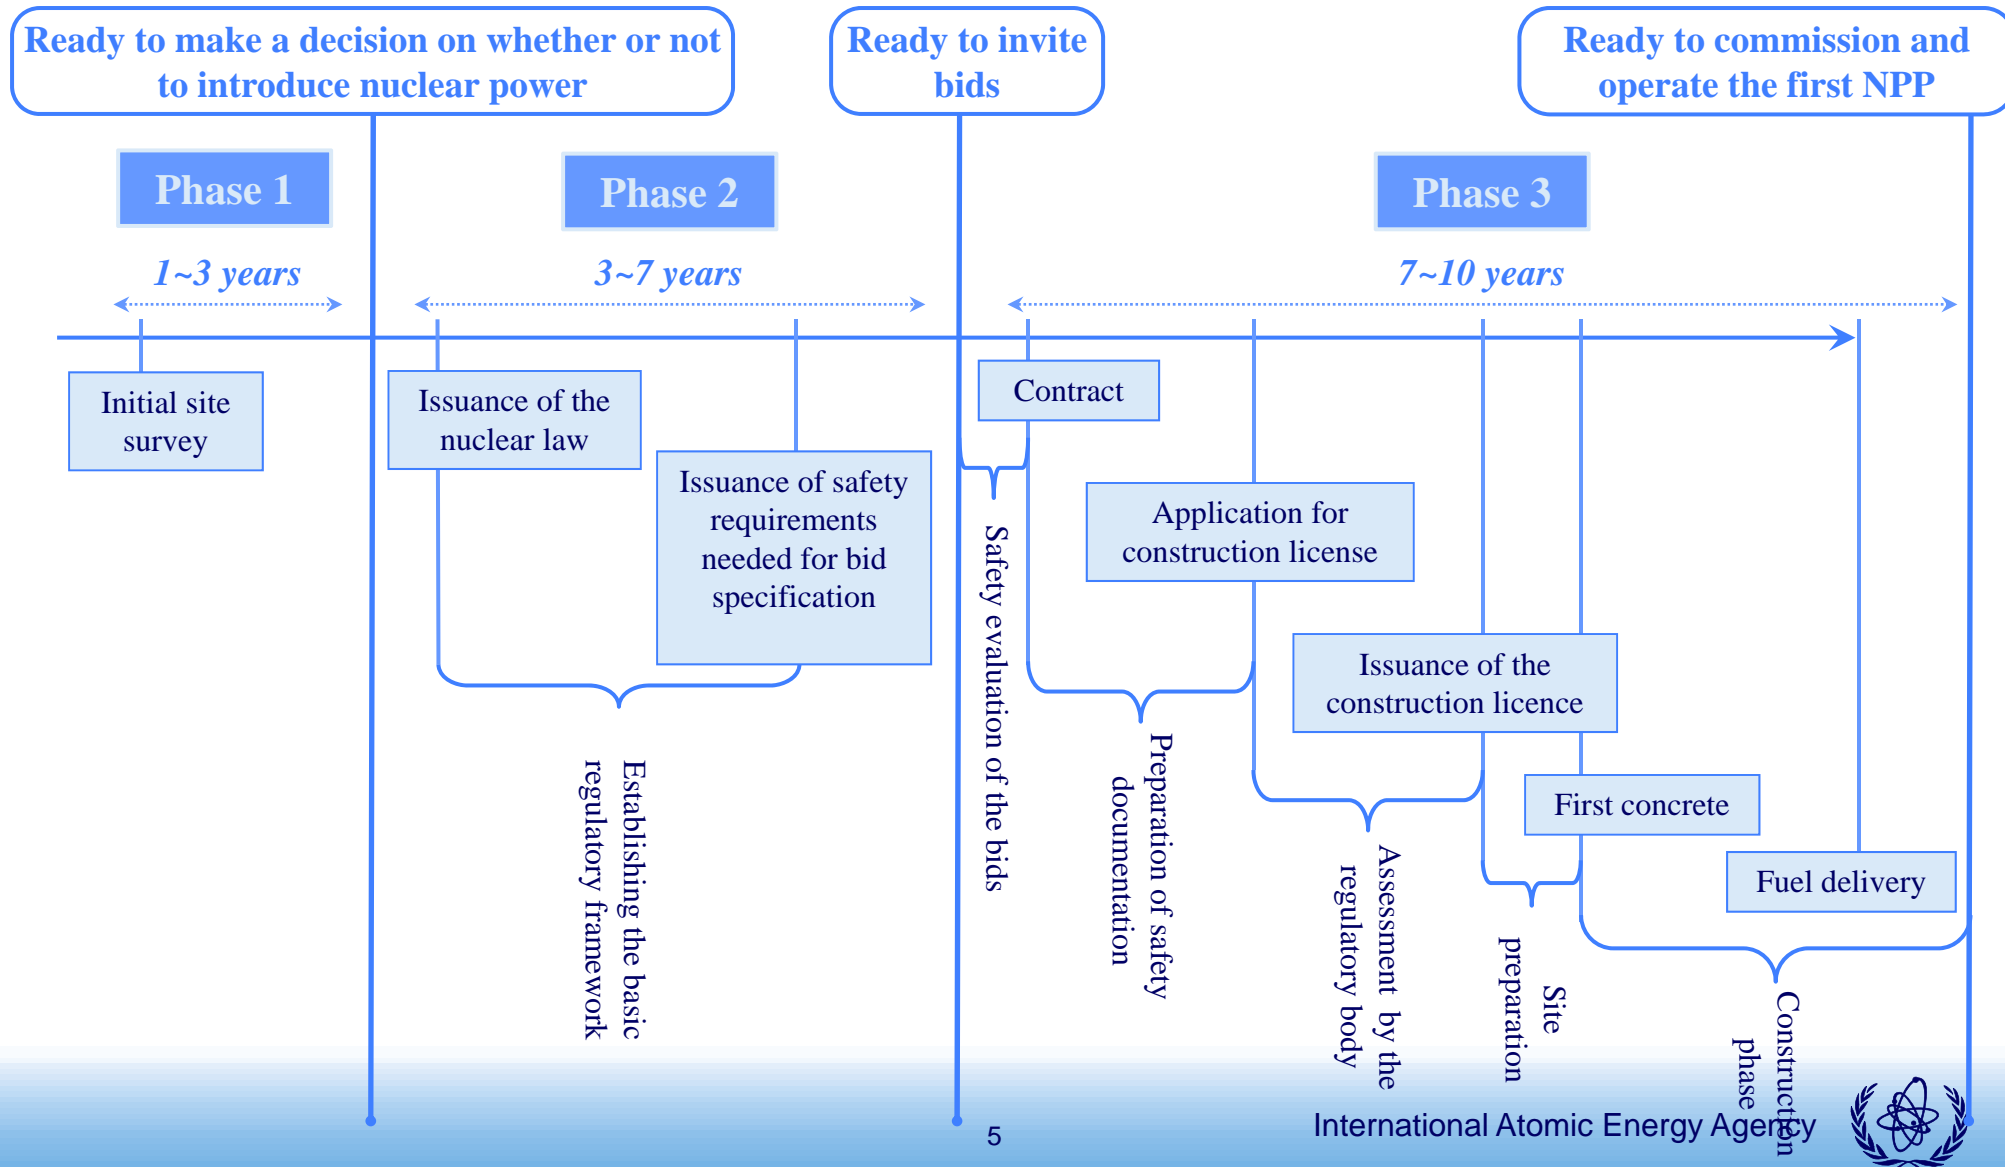 Ready to make a decision on whether or not
to introduce nuclear power
Ready to invite
bids
Ready to commission and
operate the first NPP
Phase 1
Phase 2
Phase 3
1~3 years
3~7 years
7~10 years
Initial site
survey
Issuance of the
nuclear law
Issuance of safety
requirements
needed for bid
specification
Contract
Application for
construction license
Issuance of the
construction licence
First concrete
Fuel delivery
Establishing the basic
regulatory framework
Safety evaluation of the bids
Preparation of safety
documentation
Assessment by the
regulatory body
Site
preparation
Construction
phase
5
International Atomic Energy Agency